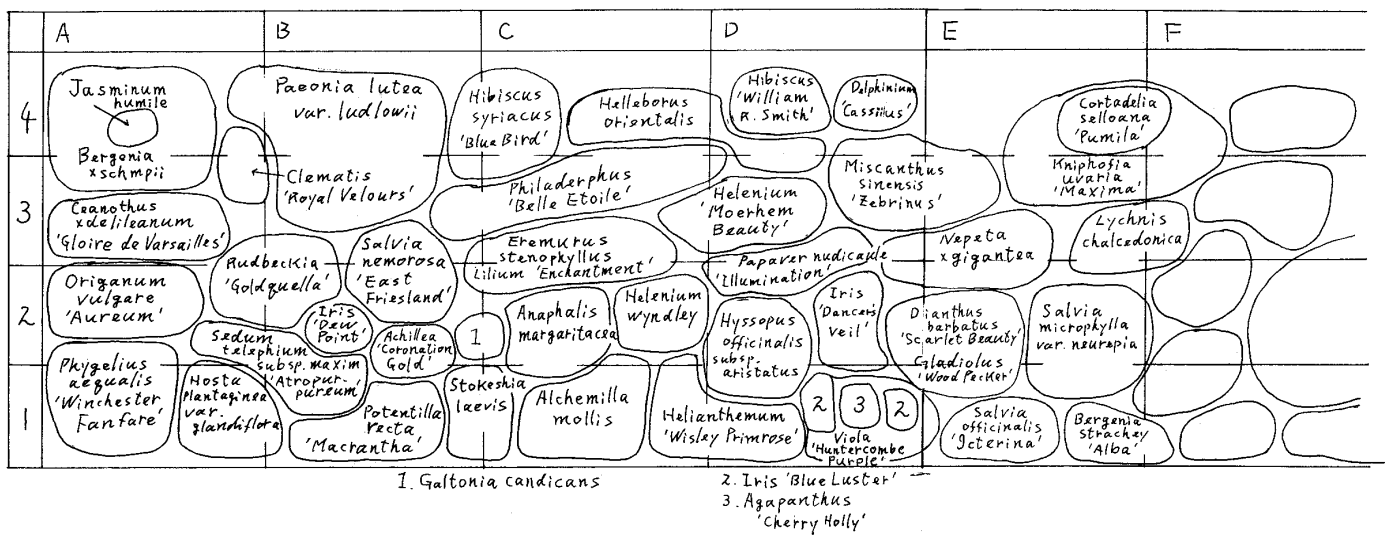 A B C D E F
4
3
2
1
Jasminum
humile
Bergenia
xschmpii
Paeonia lutea
var. ludlowii
Clematis
'Royal Velours'
Hibiscus
syriacus
'Blue Bird'
Helleborus
orientalis
Hibiscus
'William
R. Smith'
Delphinium
'Cassiius'
Cortadelia
selloana
'Pumila'
Kniphofia
uvaria
'Maxima'
Ceanothus
xdelileanum
'Gloire de Varsailles'
Philaderphus
'Belle Etoile'
Helenium
'Moerhem
Beauty'
Miscanthus
sinensis
'Zebrinus'
Lychnis
chalcedonica
Rudbeckia
'Goldquella'
Salvia
nemorosa
'East
Friesland'
Eremurus
stenophyllus
Lilium 'Enchantment'
Papaver nudicaule
'Illumination'
Nepeta
xgigantea
Origanum
vulgare
'Aureum'
Sedum
telephium
subsp. maxim
'Atropur-
pureum'
Iris
'Dew
Point'
Achillea
'Coronation
Gold'
1
Anaphalis
margaritacea
Helenium
wyndley
Hyssopus
officinalis
subsp.
aristatus
Iris
'Dancers
Veil'
Dianthus
barbatus
'Scarlet Beauty'
Gladiolus
'Wood Pecker'
Salvia
microphylla
var. neurepia
Phygelius
aegualis
'Winchester
Fanfare'
Hosta
plantaginea
var.
glandiflora
Potentilla
recta
'Macrantha'
Stokeshia
laevis
Alchemilla
mollis
Helianthemum
'Wisley Primrose'
2 3 2
Viola
'Huntercombe
Purple'
Salvia
officinalis
'Icterina'
Bergenia
strachey
'Alba'
1. Galtonia candicans
2. Iris 'Blue Luster'
3. Agapanthus
'Cherry Holly'